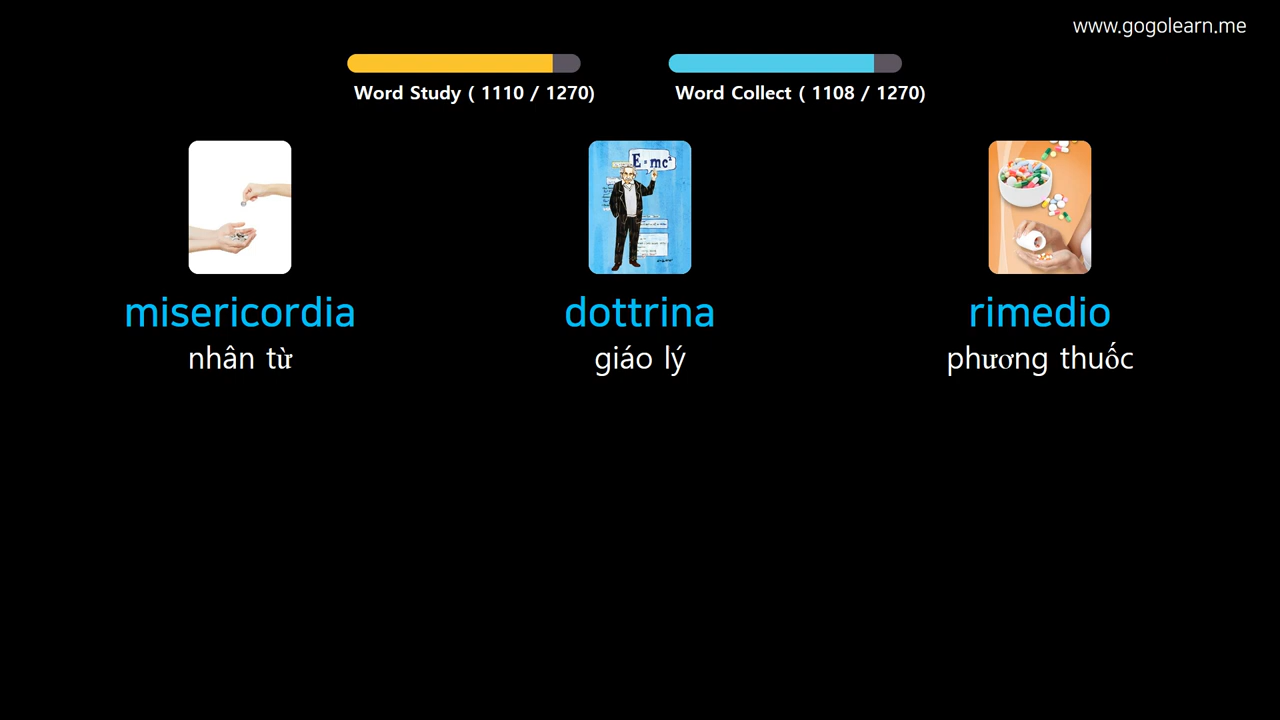 www.gogolearn.me
Word Study ( 1110 / 1270)
Word Collect ( 1108 / 1270)
E=mc²
misericordia
dottrina
rimedio
nhân từ
giáo lý
phương thuốc